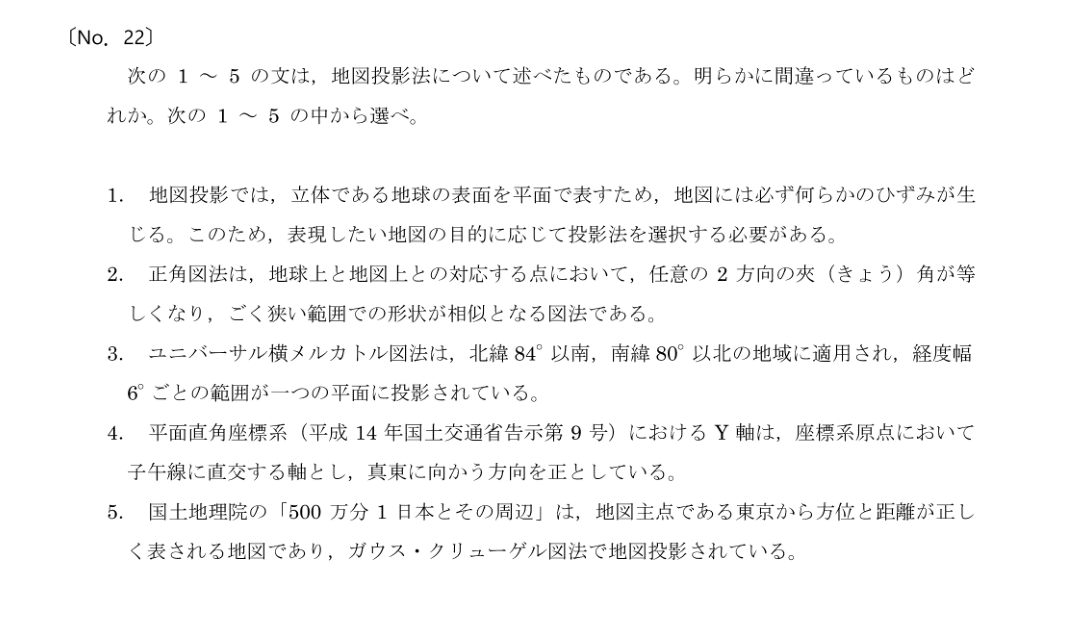 〔No. 22〕
次の 1 ～ 5 の文は，地図投影法について述べたものである。明らかに間違っているものはど
れか。次の 1 ～ 5 の中から選べ。
1. 地図投影では，立体である地球の表面を平面で表すため，地図には必ず何らかのひずみが生
じる。このため，表現したい地図の目的に応じて投影法を選択する必要がある。
2. 正角図法は，地球上と地図上との対応する点において，任意の 2 方向の夾（きょう）角が等
しくなり，ごく狭い範囲での形状が相似となる図法である。
3. ユニバーサル横メルカトル図法は，北緯 84° 以南，南緯 80° 以北の地域に適用され，経度幅
6° ごとの範囲が一つの平面に投影されている。
4. 平面直角座標系（平成 14 年国土交通省告示第 9 号）における Y 軸は，座標系原点において
子午線に直交する軸とし，真東に向かう方向を正としている。
5. 国土地理院の「500 万分 1 日本とその周辺」は，地図主点である東京から方位と距離が正し
く表される地図であり，ガウス・クリューゲル図法で地図投影されている。